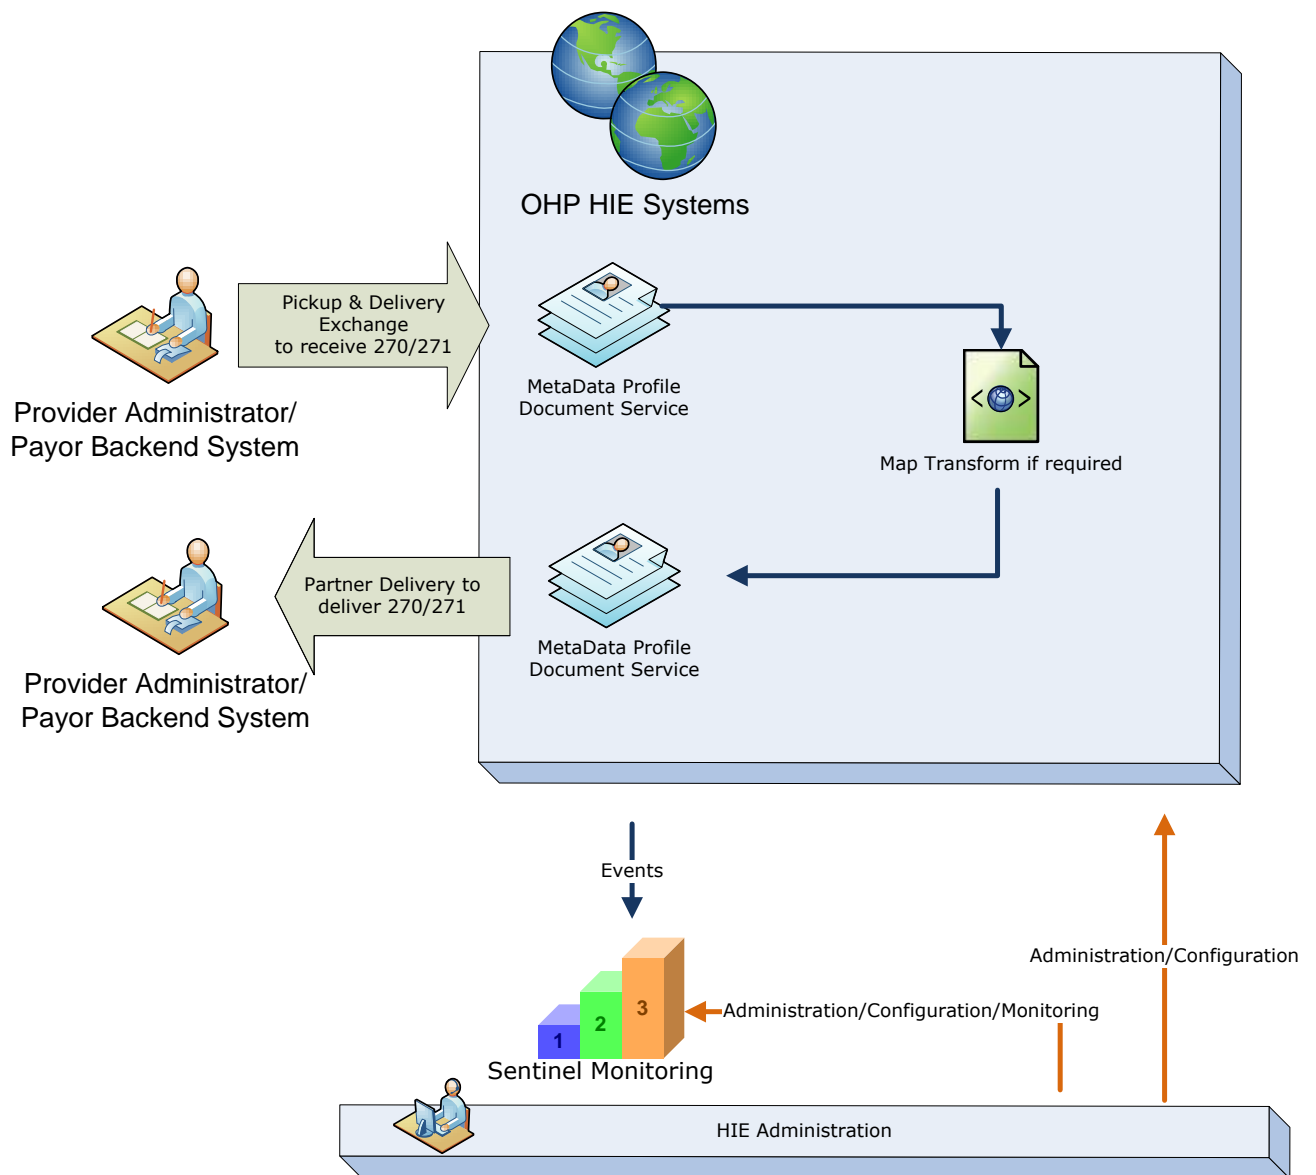 OHP HIE Systems
Pickup & Delivery
Exchange
to receive 270/271
Provider Administrator/
Payor Backend System
MetaData Profile
Document Service
< >
Map Transform if required
Partner Delivery to
deliver 270/271
Provider Administrator/
Payor Backend System
MetaData Profile
Document Service
Events
Administration/Configuration
1
2
3
Administration/Configuration/Monitoring
Sentinel Monitoring
HIE Administration